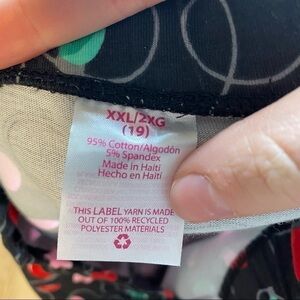 XXL/2XG
(19)
95% Cotton/Algodón
5% Spandex
Made in Haiti
Hecho en Haití
THIS LABEL YARN IS MADE
OUT OF 100% RECYCLED
POLYESTER MATERIALS